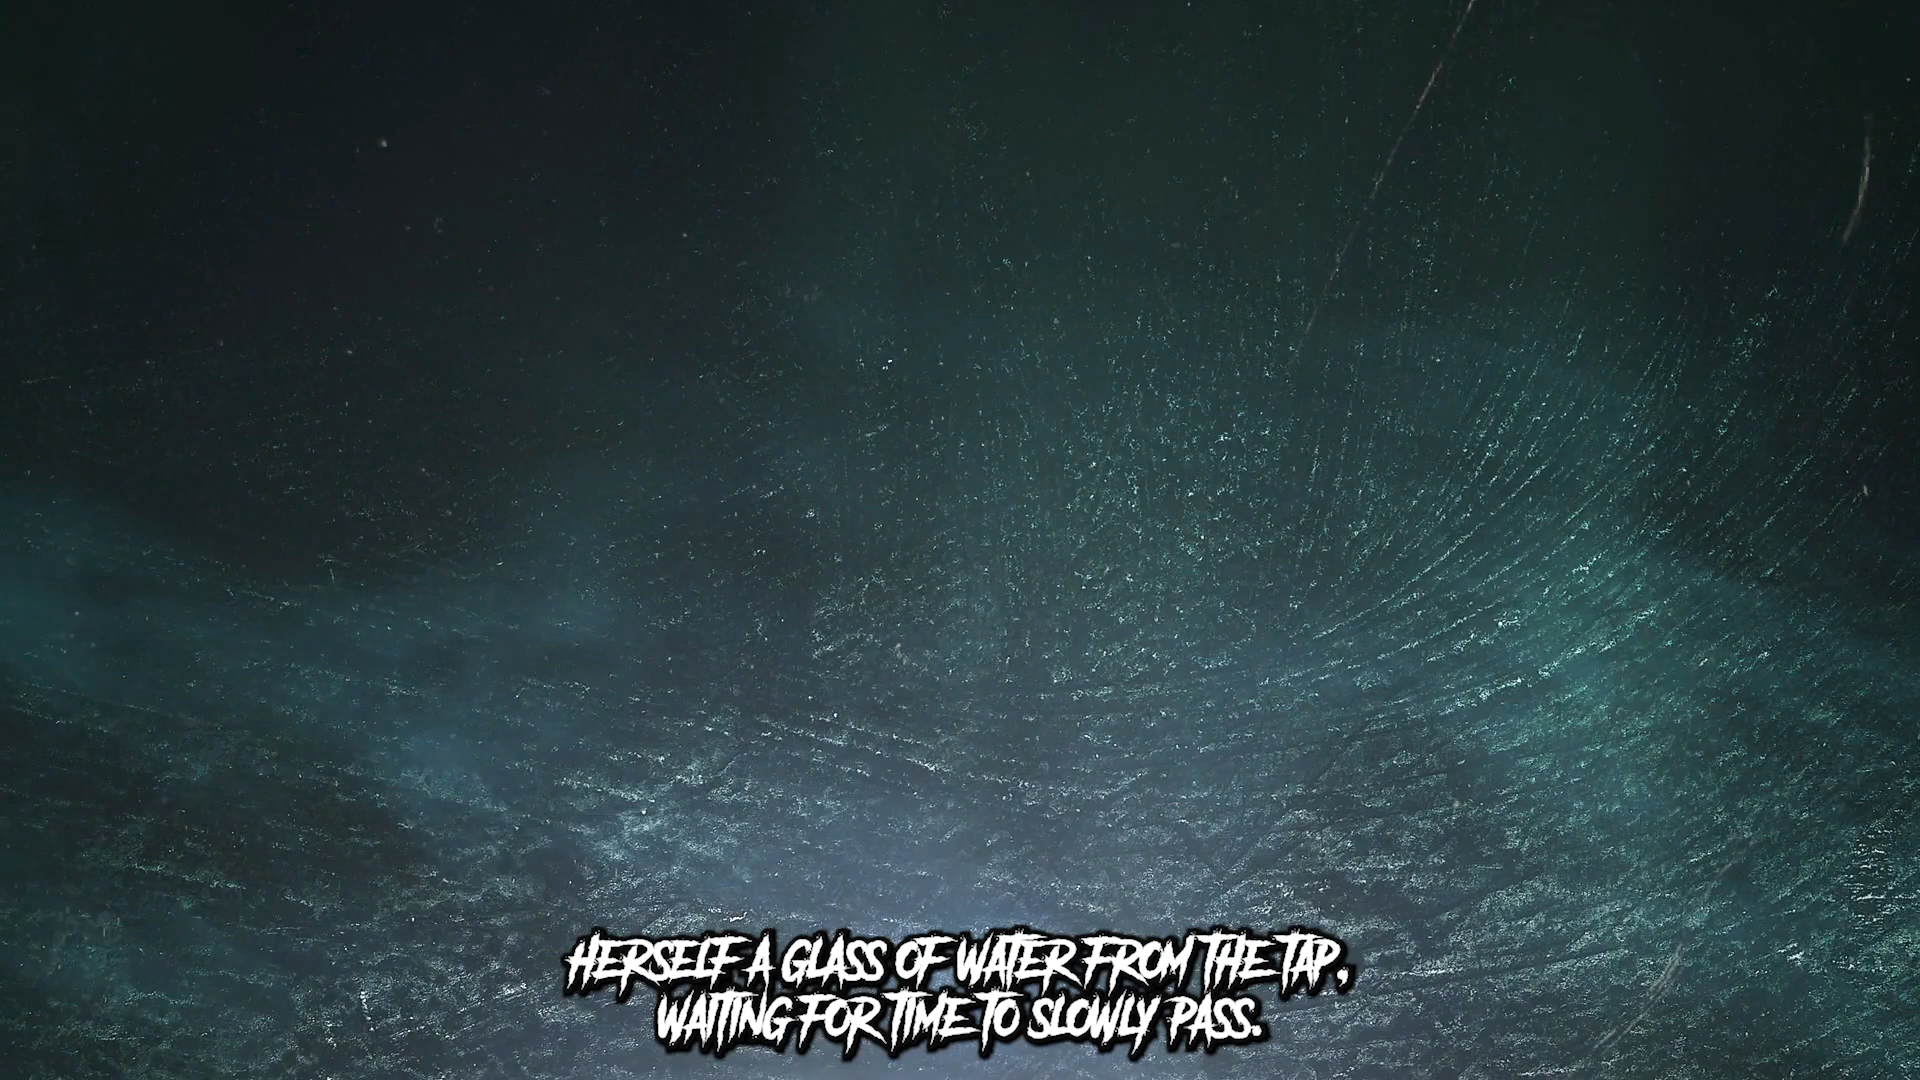 HERSELF A GLASS OF WATER FROM THE TAP,
WAITING FOR TIME TO SLOWLY PASS.